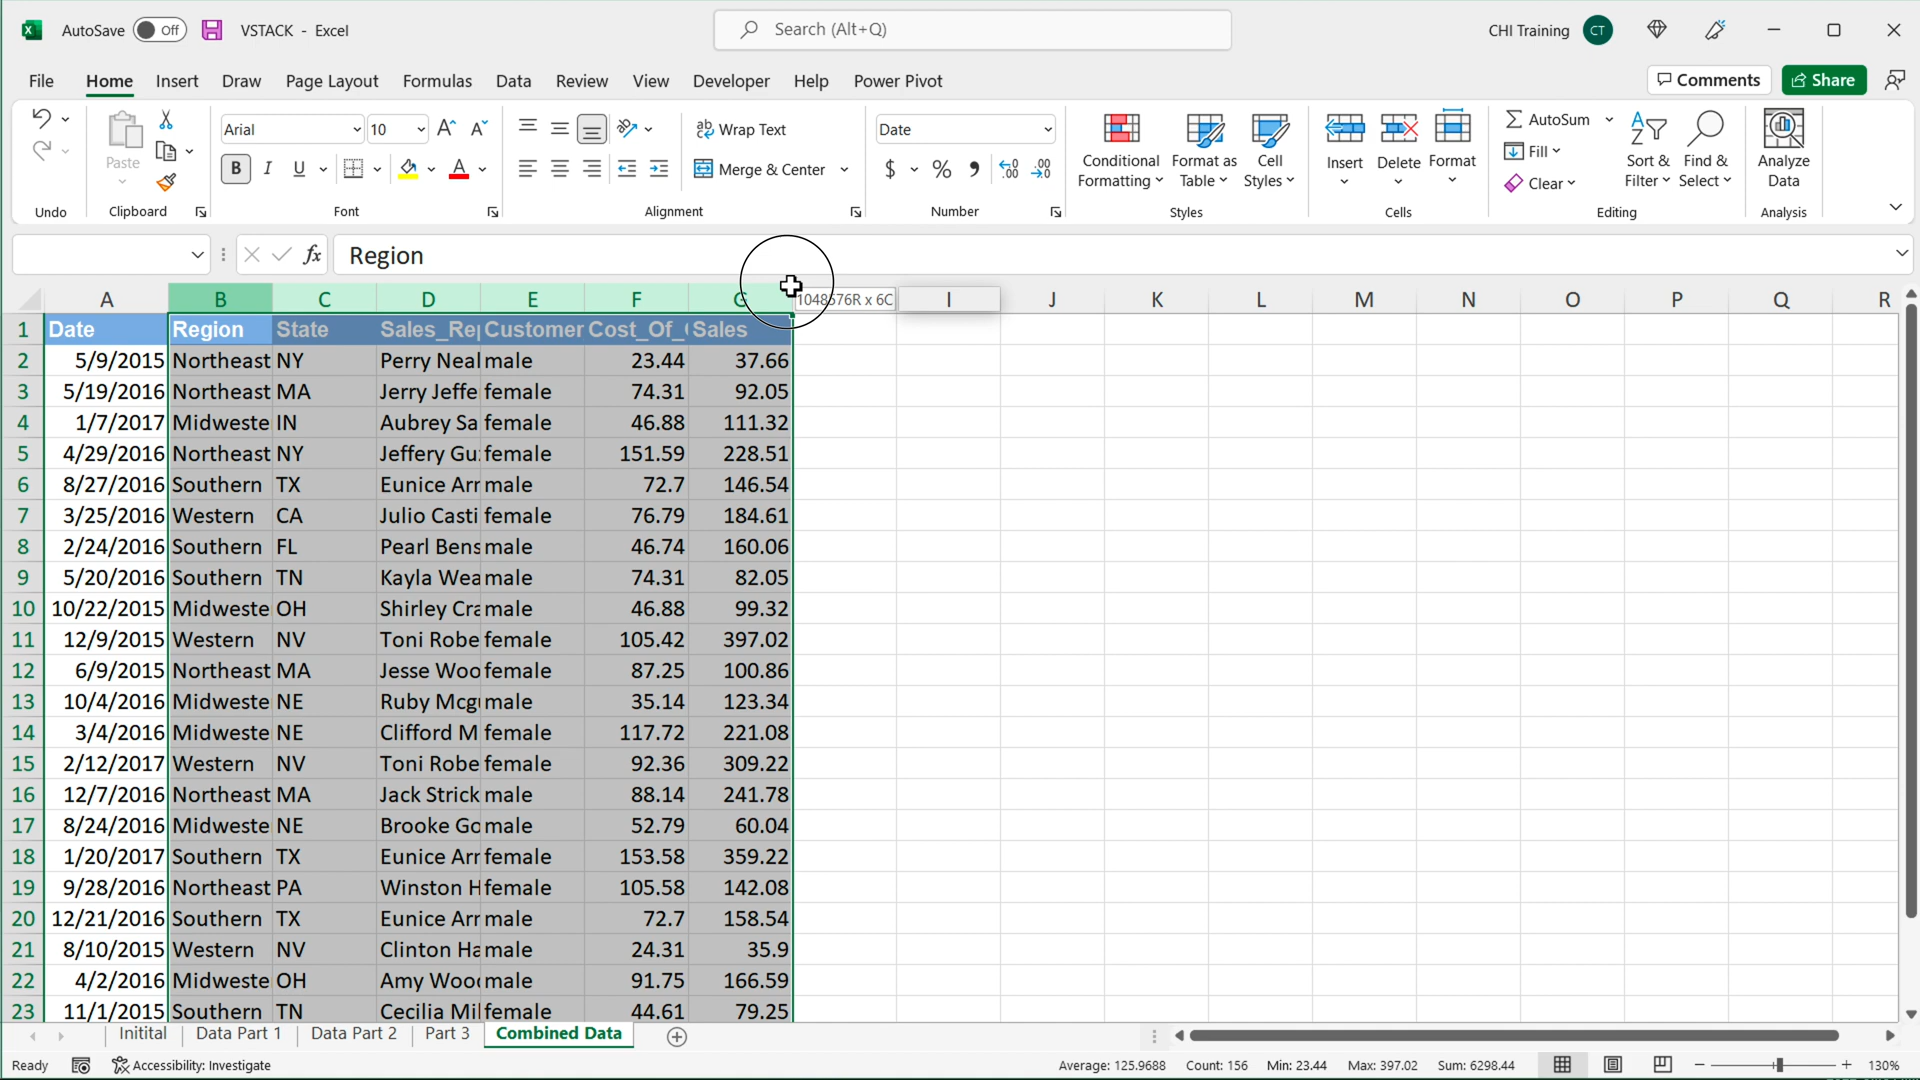 AutoSave Off VSTACK - Excel Search (Alt+Q) CHI Training CT
File Home Insert Draw Page Layout Formulas Data Review View Developer Help Power Pivot Comments Share
Arial 10 Wrap Text Date AutoSum
Paste B I U A Merge & Center $ % Conditional Formatting Format as Table Cell Styles Insert Delete Format Fill Clear Sort & Filter Find & Select Analyze Data
Undo Clipboard Font Alignment Number Styles Cells Editing Analysis
fx Region
A B C D E F G 1048576R x 6C I J K L M N O P Q R
1 Date Region State Sales_Rep Customer Cost_Of_ Sales
2 5/9/2015 Northeast NY Perry Neal male 23.44 37.66
3 5/19/2016 Northeast MA Jerry Jeffe female 74.31 92.05
4 1/7/2017 Midweste IN Aubrey Sa female 46.88 111.32
5 4/29/2016 Northeast NY Jeffery Gu female 151.59 228.51
6 8/27/2016 Southern TX Eunice Arr male 72.7 146.54
7 3/25/2016 Western CA Julio Casti female 76.79 184.61
8 2/24/2016 Southern FL Pearl Bens male 46.74 160.06
9 5/20/2016 Southern TN Kayla Wea male 74.31 82.05
10 10/22/2015 Midweste OH Shirley Cra male 46.88 99.32
11 12/9/2015 Western NV Toni Robe female 105.42 397.02
12 6/9/2015 Northeast MA Jesse Woo female 87.25 100.86
13 10/4/2016 Midweste NE Ruby Mcg male 35.14 123.34
14 3/4/2016 Midweste NE Clifford M female 117.72 221.08
15 2/12/2017 Western NV Toni Robe female 92.36 309.22
16 12/7/2016 Northeast MA Jack Strick male 88.14 241.78
17 8/24/2016 Midweste NE Brooke Go male 52.79 60.04
18 1/20/2017 Southern TX Eunice Arr female 153.58 359.22
19 9/28/2016 Northeast PA Winston H female 105.58 142.08
20 12/21/2016 Southern TX Eunice Arr male 72.7 158.54
21 8/10/2015 Western NV Clinton Ha male 24.31 35.9
22 4/2/2016 Midweste OH Amy Wood male 91.75 166.59
23 11/1/2015 Southern TN Cecilia Mil female 44.61 79.25
Initital Data Part 1 Data Part 2 Part 3 Combined Data
Ready Accessibility: Investigate Average: 125.9688 Count: 156 Min: 23.44 Max: 397.02 Sum: 6298.44 130%